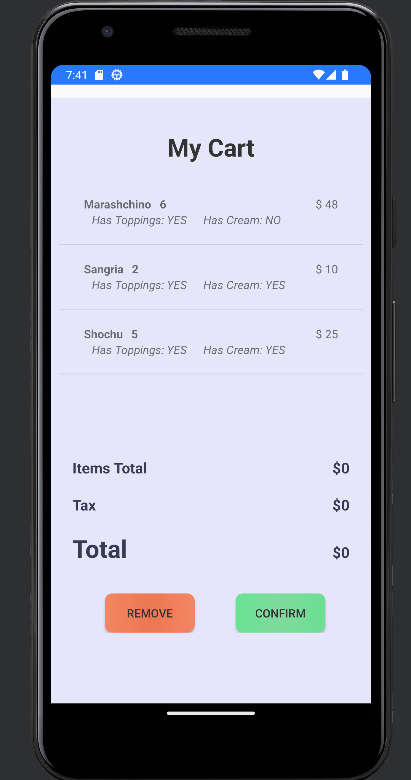 7:41
My Cart
Marashchino 6 $ 48
Has Toppings: YES Has Cream: NO
Sangria 2 $ 10
Has Toppings: YES Has Cream: YES
Shochu 5 $ 25
Has Toppings: YES Has Cream: YES
Items Total $0
Tax $0
Total $0
REMOVE CONFIRM